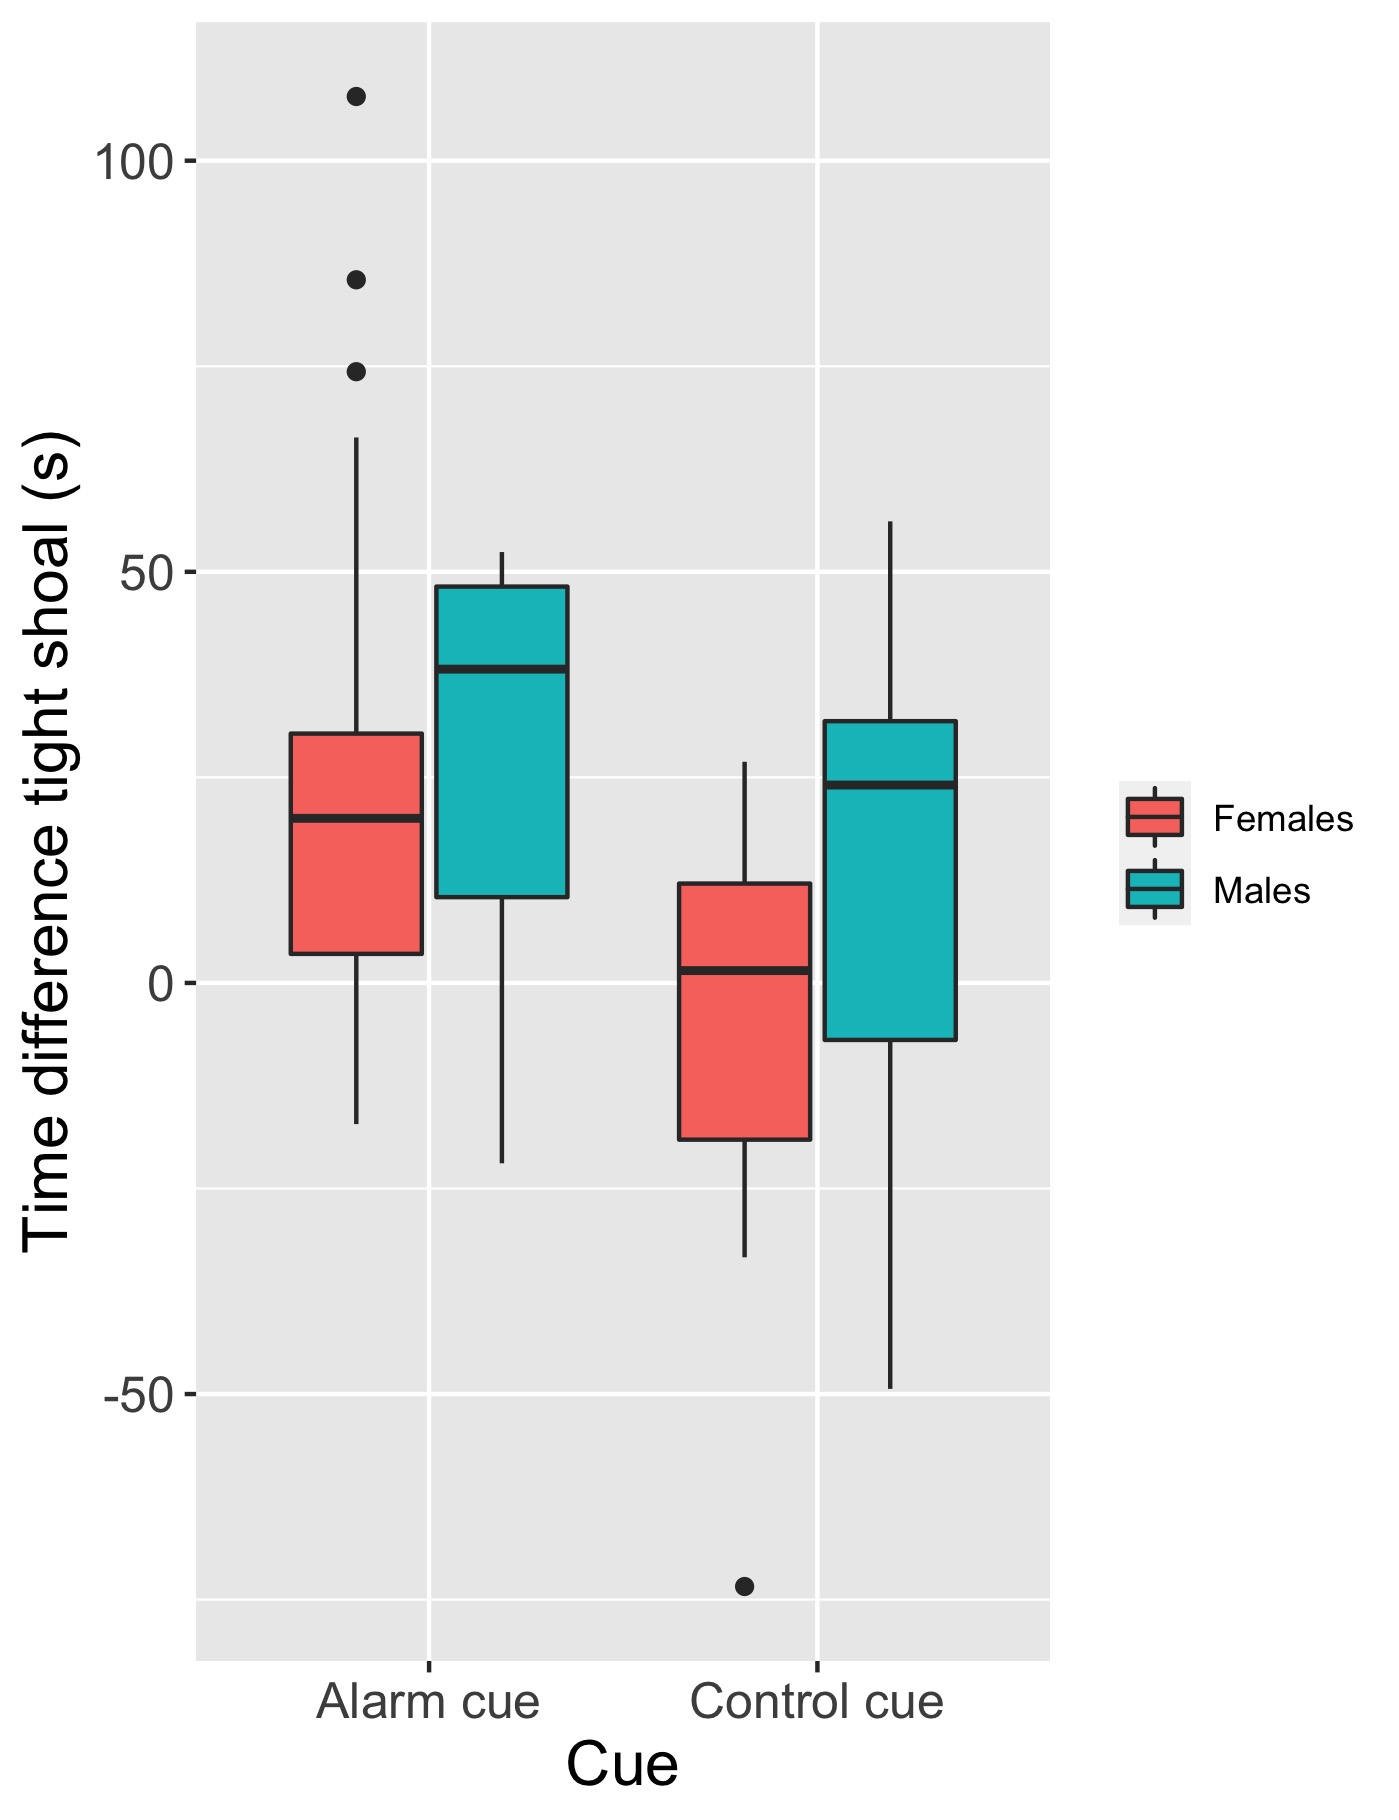 Time difference tight shoal (s)
100
50
0
-50
Alarm cue
Control cue
Cue
Females
Males